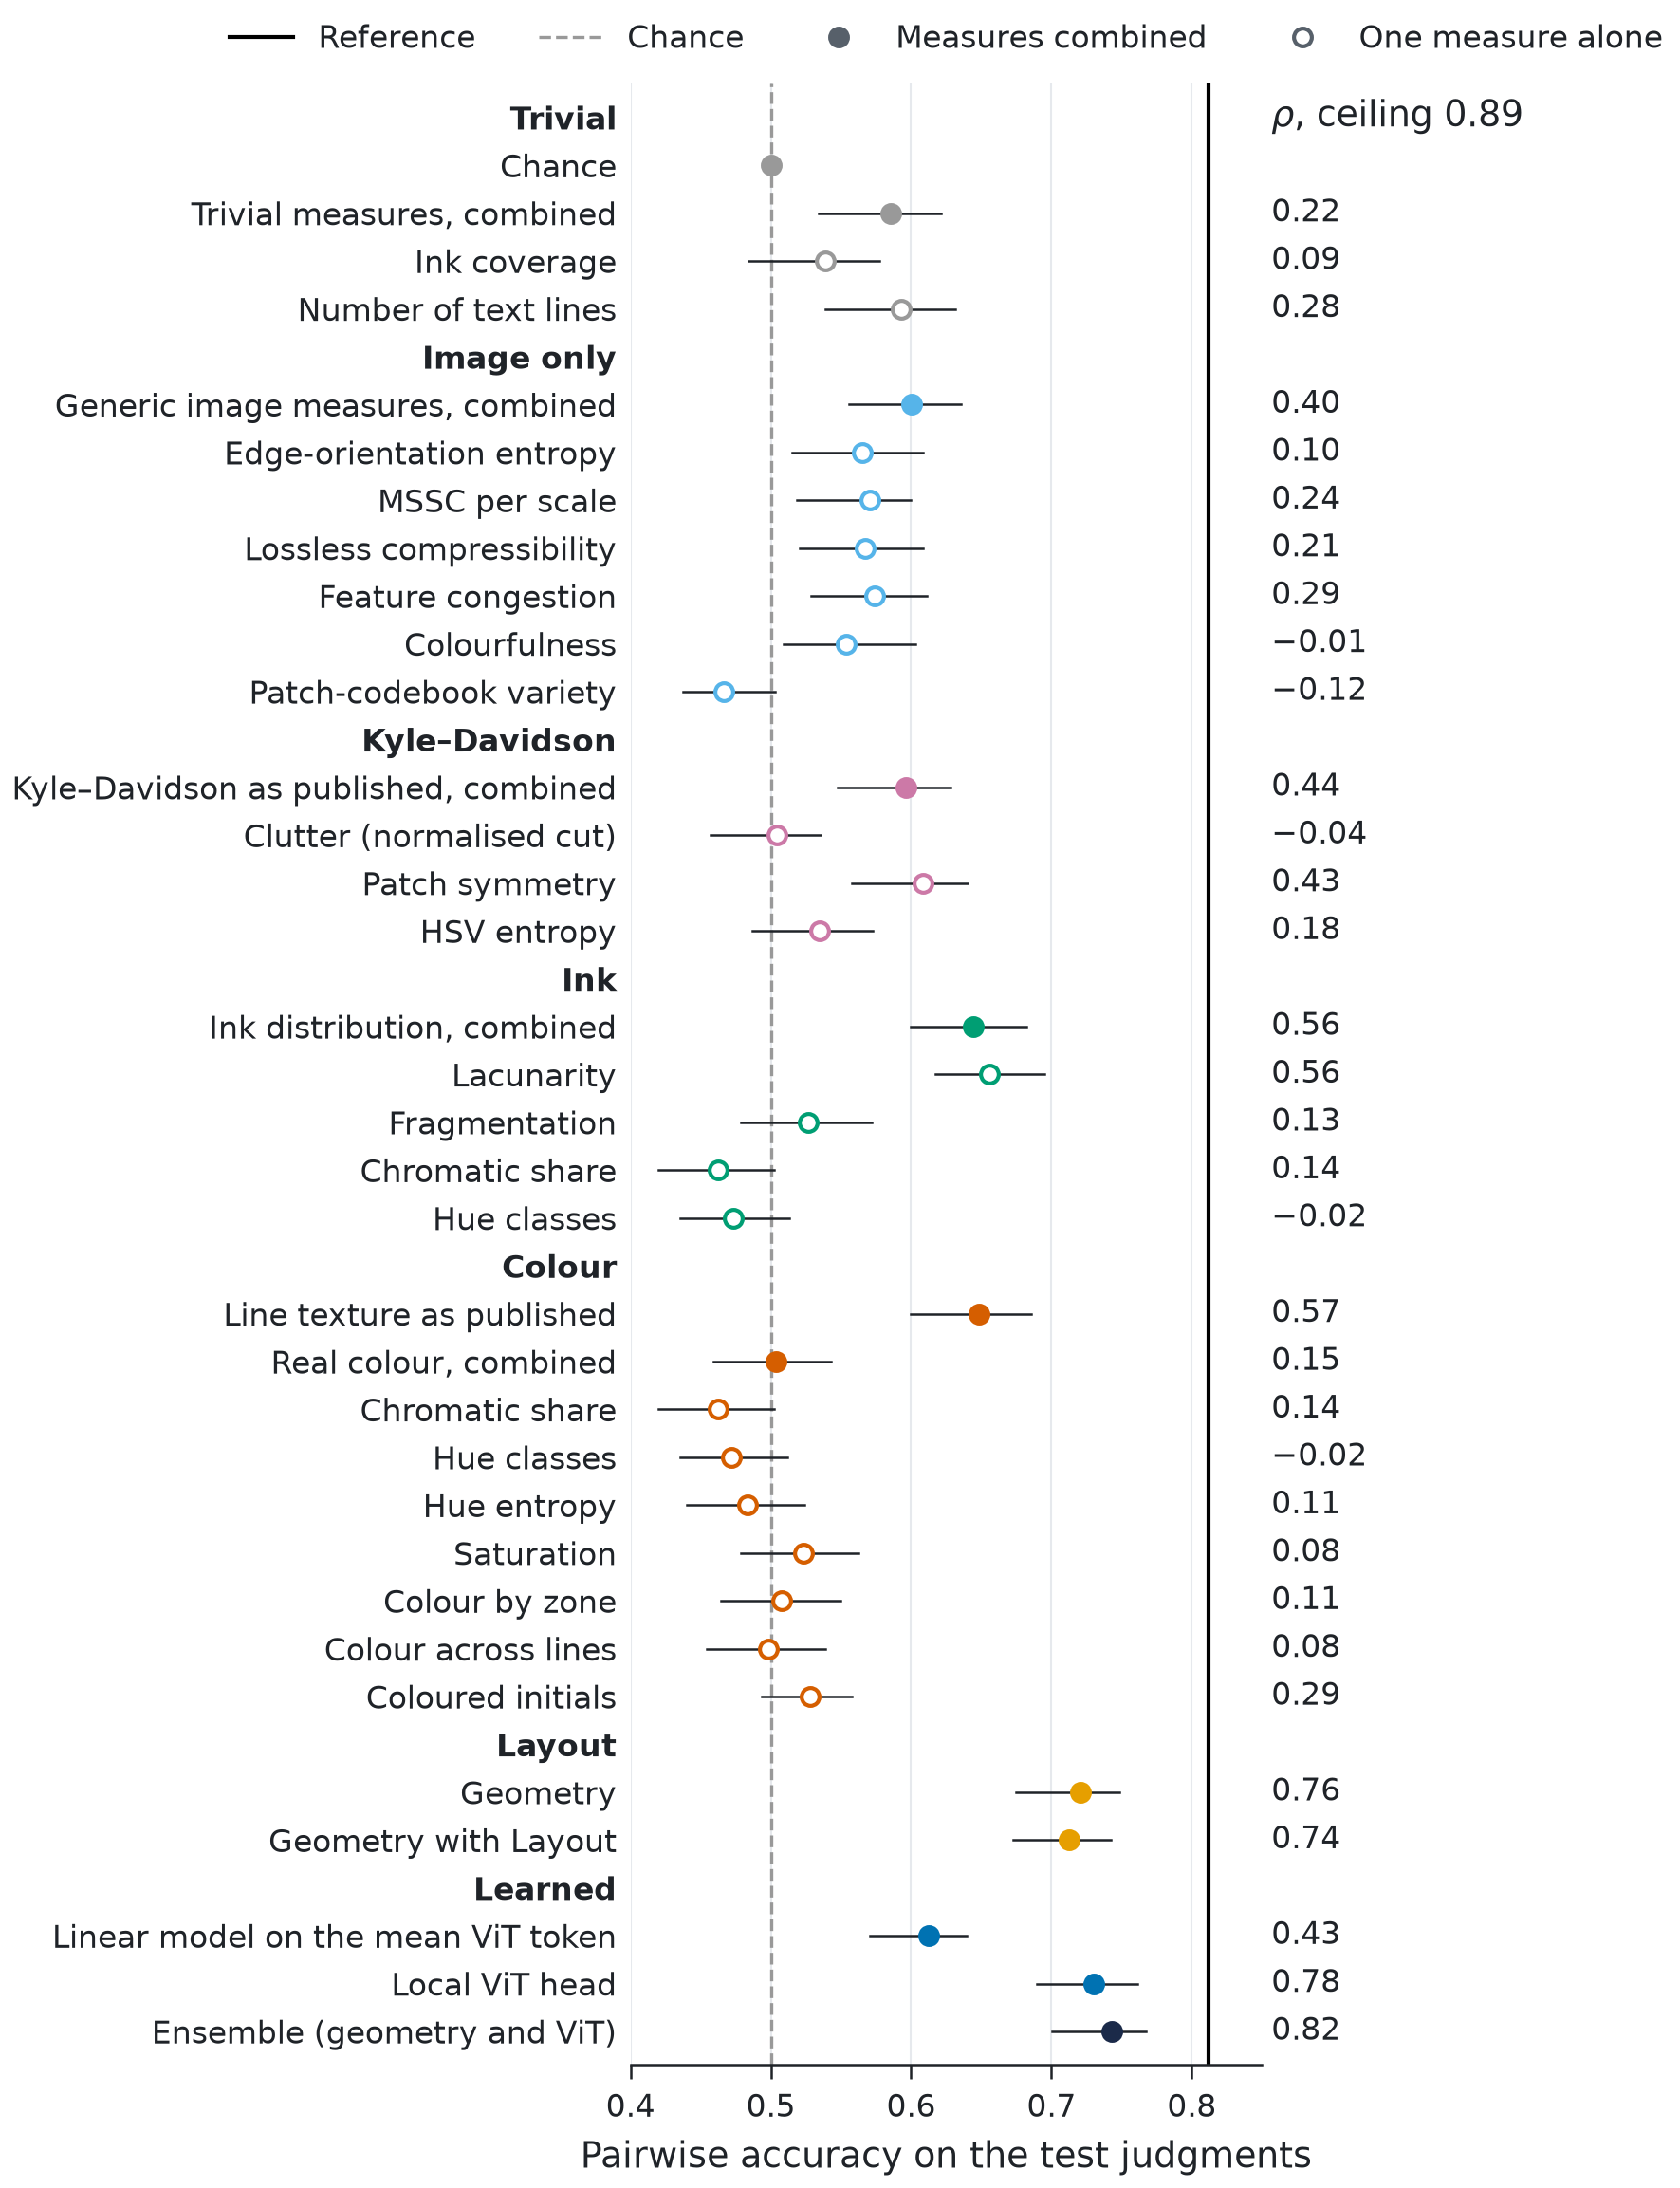 Reference Chance Measures combined One measure alone
Trivial ρ, ceiling 0.89
Chance
Trivial measures, combined 0.22
Ink coverage 0.09
Number of text lines 0.28
Image only
Generic image measures, combined 0.40
Edge-orientation entropy 0.10
MSSC per scale 0.24
Lossless compressibility 0.21
Feature congestion 0.29
Colourfulness −0.01
Patch-codebook variety −0.12
Kyle–Davidson
Kyle–Davidson as published, combined 0.44
Clutter (normalised cut) −0.04
Patch symmetry 0.43
HSV entropy 0.18
Ink
Ink distribution, combined 0.56
Lacunarity 0.56
Fragmentation 0.13
Chromatic share 0.14
Hue classes −0.02
Colour
Line texture as published 0.57
Real colour, combined 0.15
Chromatic share 0.14
Hue classes −0.02
Hue entropy 0.11
Saturation 0.08
Colour by zone 0.11
Colour across lines 0.08
Coloured initials 0.29
Layout
Geometry 0.76
Geometry with Layout 0.74
Learned
Linear model on the mean ViT token 0.43
Local ViT head 0.78
Ensemble (geometry and ViT) 0.82
0.4 0.5 0.6 0.7 0.8
Pairwise accuracy on the test judgments